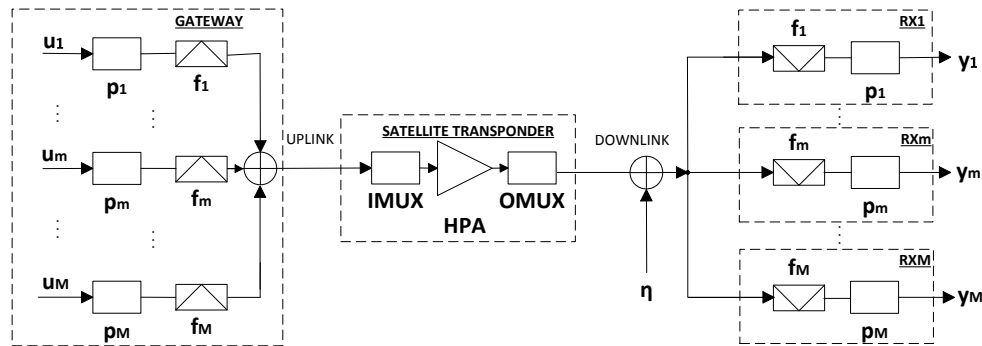 GATEWAY
u1
p1
f1
um
pm
fm
uM
pM
fM
UPLINK
SATELLITE TRANSPONDER
IMUX
HPA
OMUX
DOWNLINK
η
RX1
f1
p1
y1
RXm
fm
pm
ym
RXM
fM
pM
yM